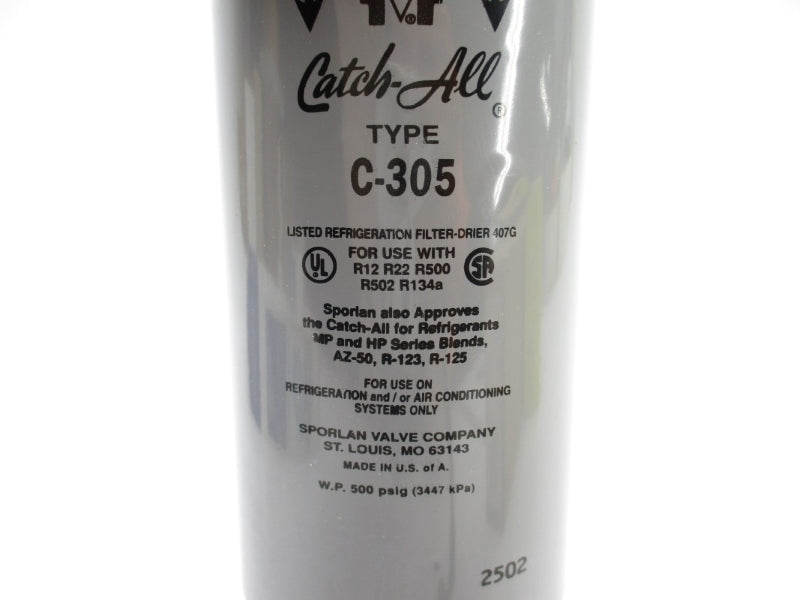 Catch-All®
TYPE
C-305
LISTED REFRIGERATION FILTER-DRIER 407G
UL
FOR USE WITH
R12 R22 R500
R502 R134a
SA
Sporlan also Approves
the Catch-All for Refrigerants
MP and HP Series Blends,
AZ-50, R-123, R-125
FOR USE ON
REFRIGERATION and / or AIR CONDITIONING
SYSTEMS ONLY
SPORLAN VALVE COMPANY
ST. LOUIS, MO 63143
MADE IN U.S. of A.
W.P. 500 psig (3447 kPa)
2502